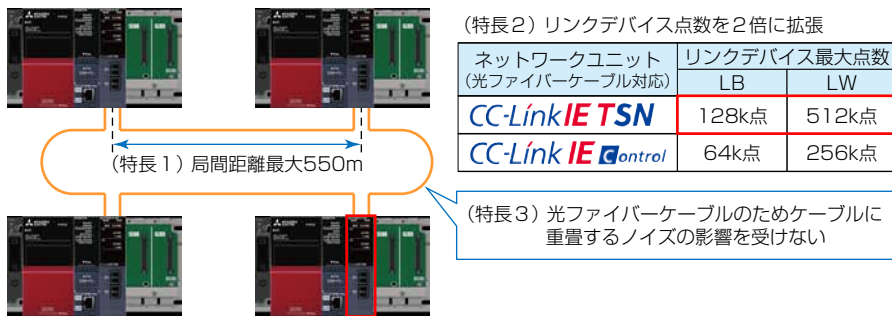 (特長1)局間距離最大550m
(特長2)リンクデバイス点数を2倍に拡張
ネットワークユニット
(光ファイバーケーブル対応)
リンクデバイス最大点数
LB LW
CC-Link IE TSN 128k点 512k点
CC-Link IE Control 64k点 256k点
(特長3)光ファイバーケーブルのためケーブルに
重畳するノイズの影響を受けない